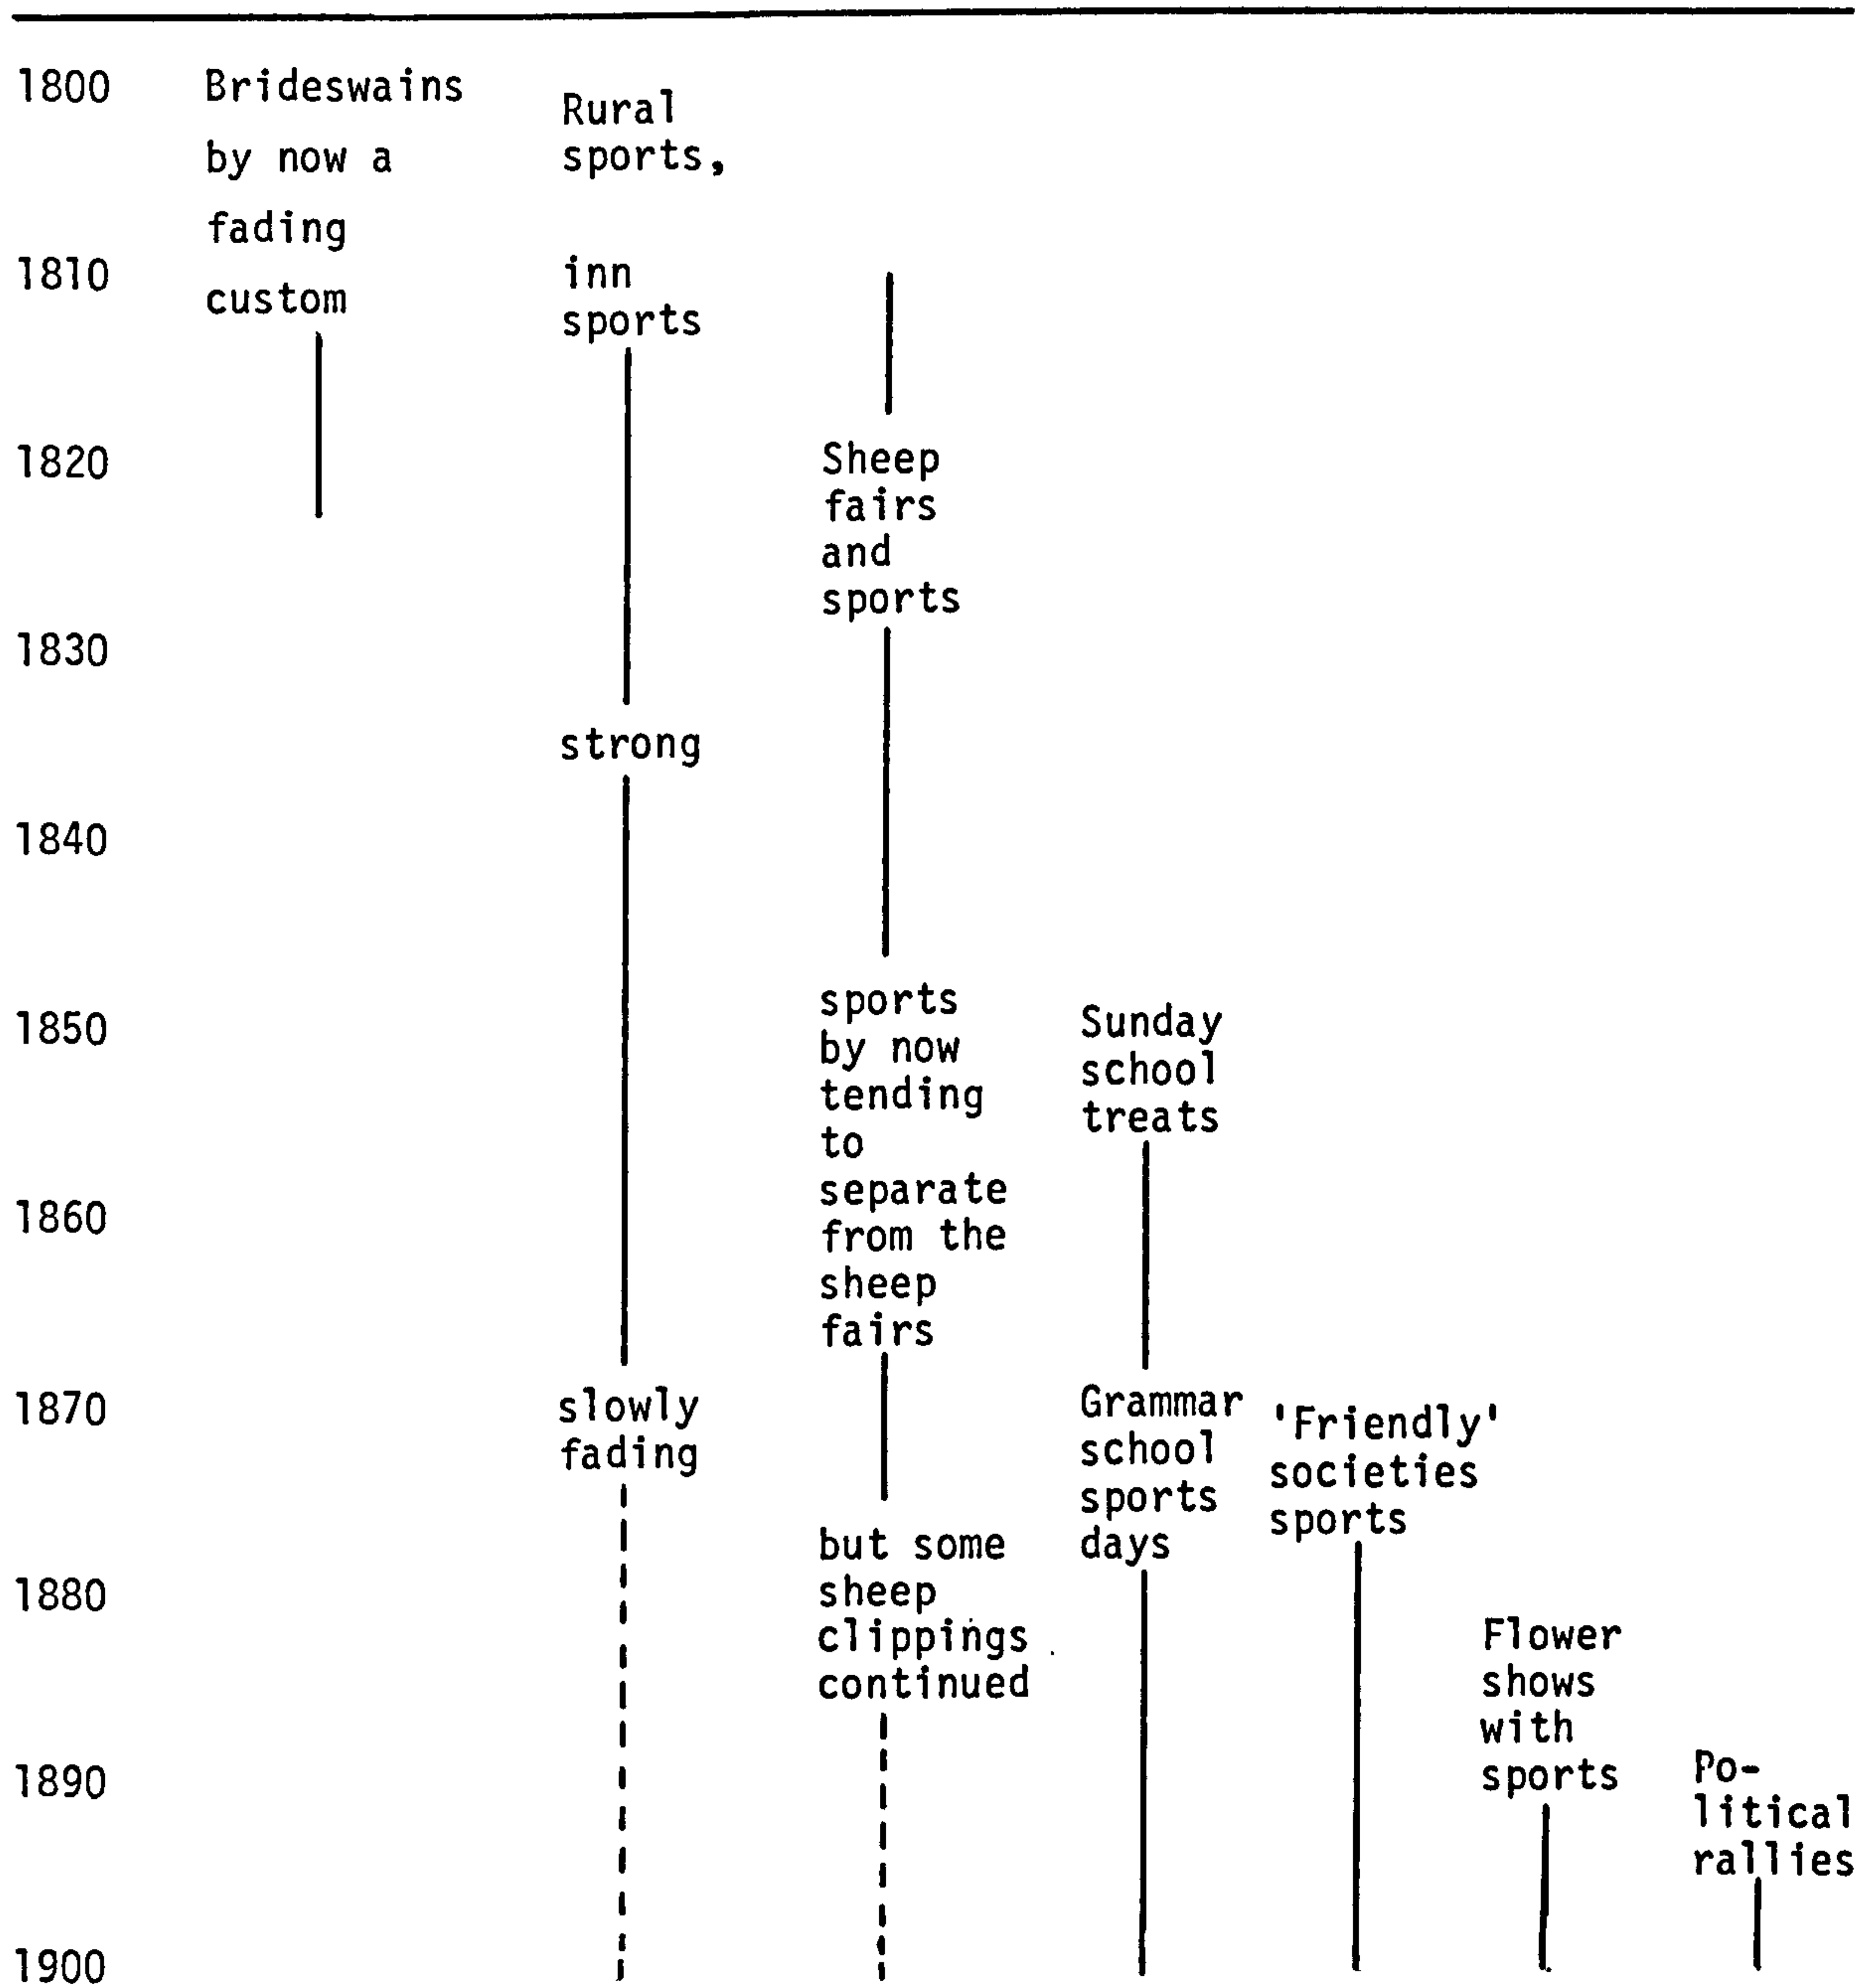 1800
1810
1820
1830
1840
1850
1860
1870
1880
1890
1900
Brideswains
by now a
fading
custom
Rural
sports,
inn
sports
strong
slowly
fading
Sheep
fairs
and
sports
sports
by now
tending
to
separate
from the
sheep
fairs
but some
sheep
clippings
continued
Sunday
school
treats
Grammar
school
sports
days
'Friendly'
societies
sports
Flower
shows
with
sports
Po-
litical
rallies